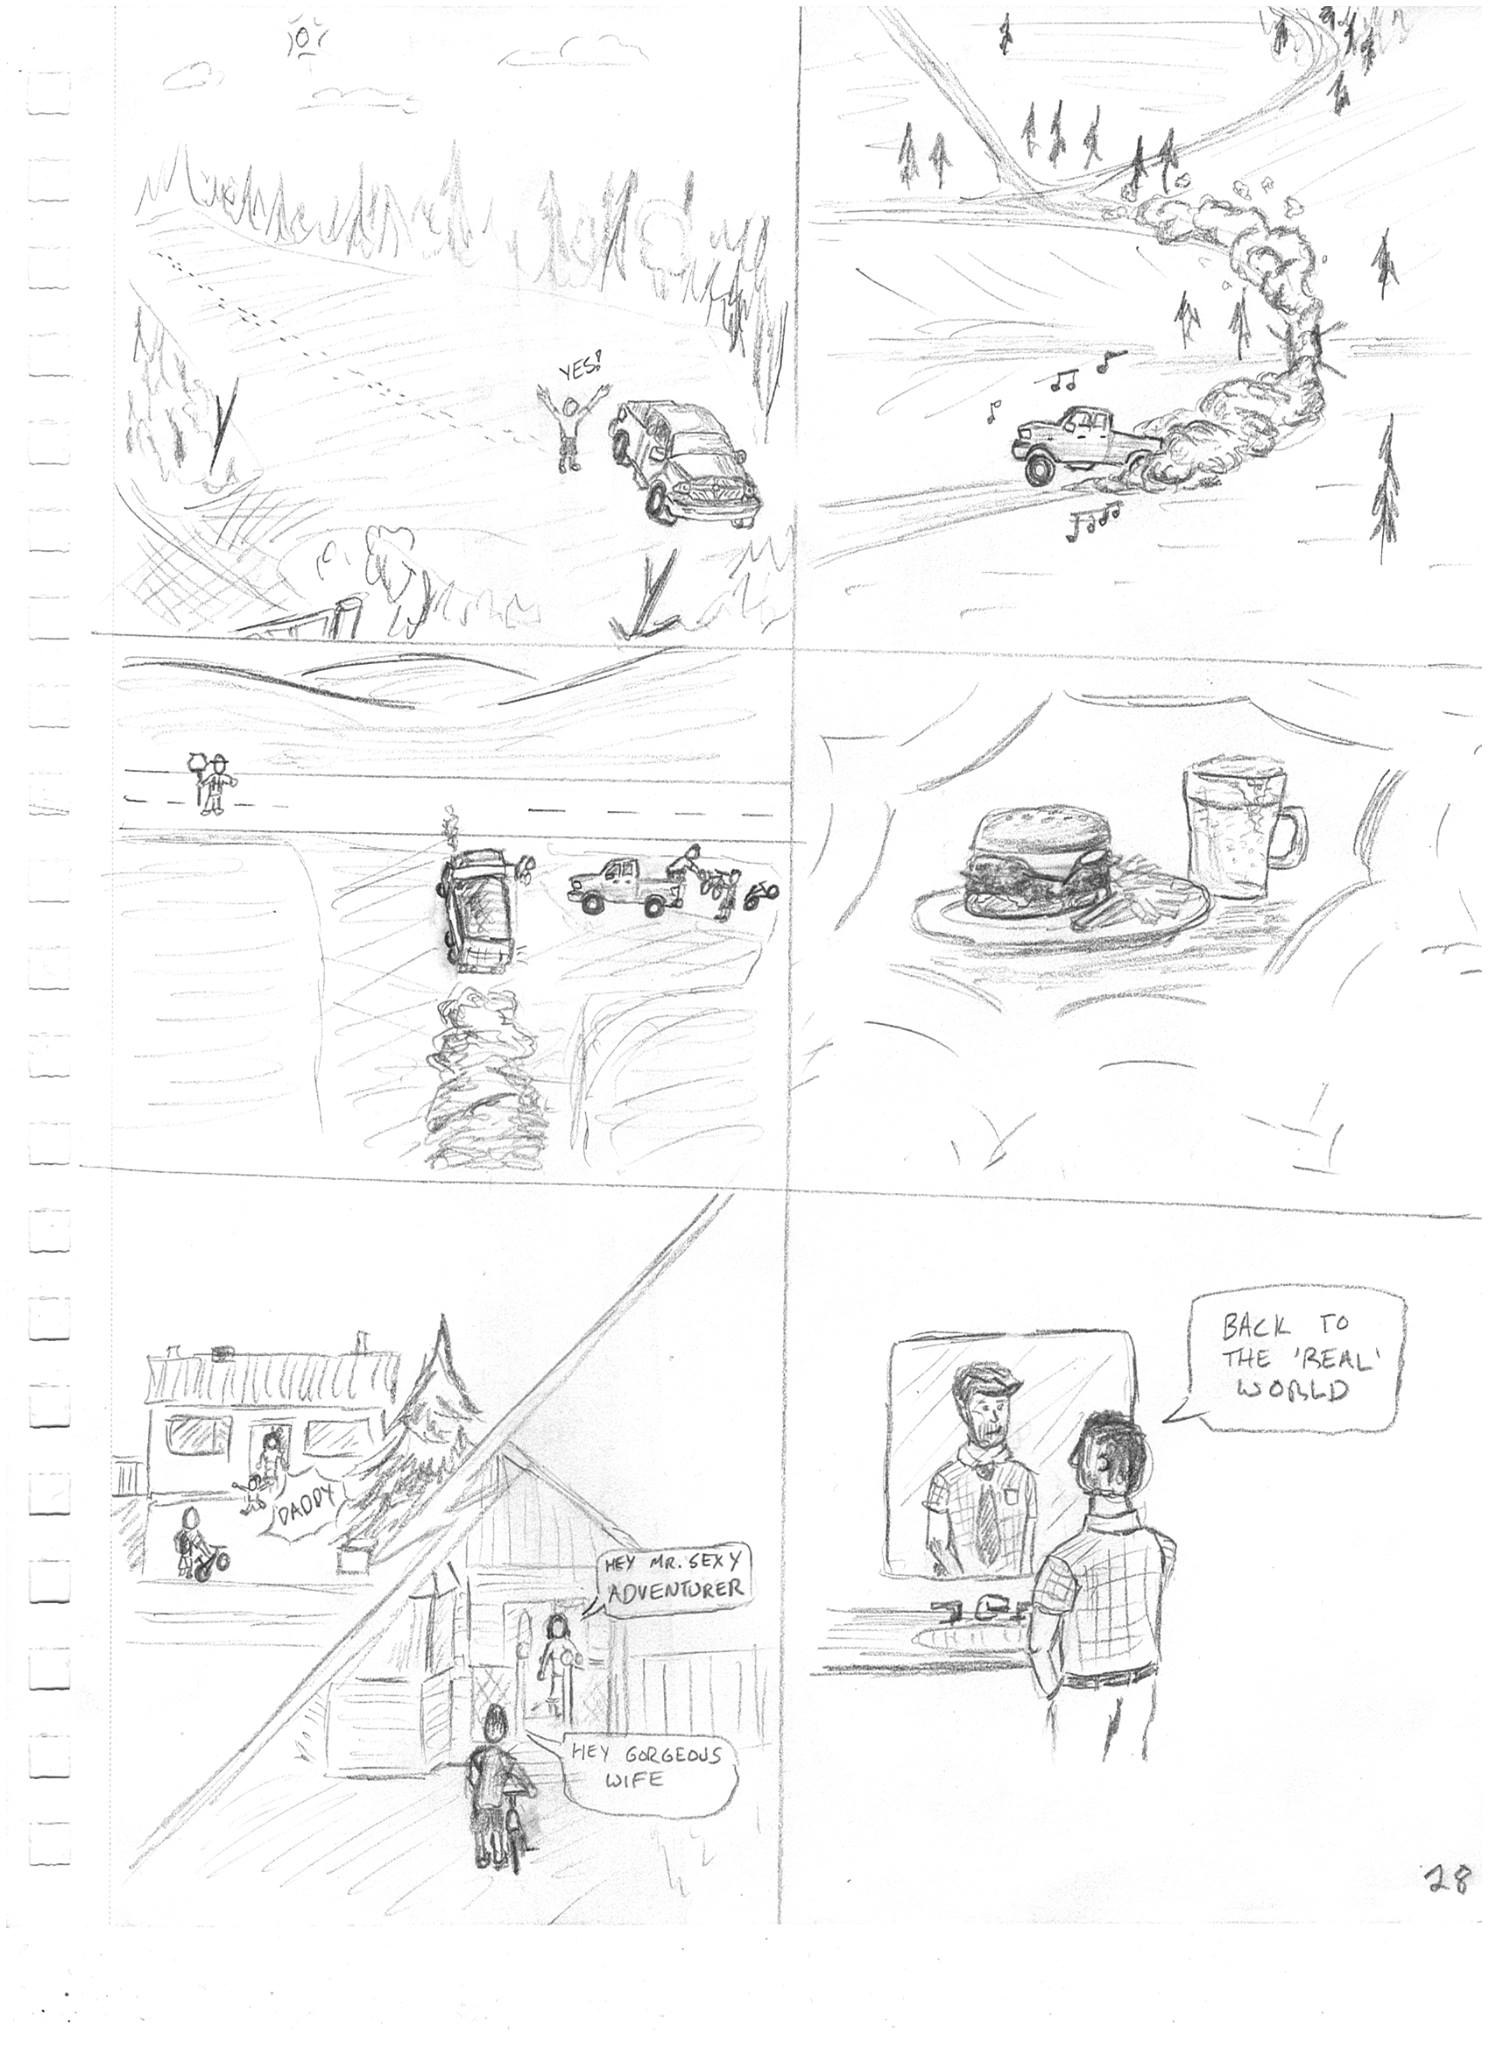 YES!
DADDY
HEY MR. SEXY
ADVENTURER
HEY GORGEOUS
WIFE
BACK TO
THE 'REAL'
WORLD
28